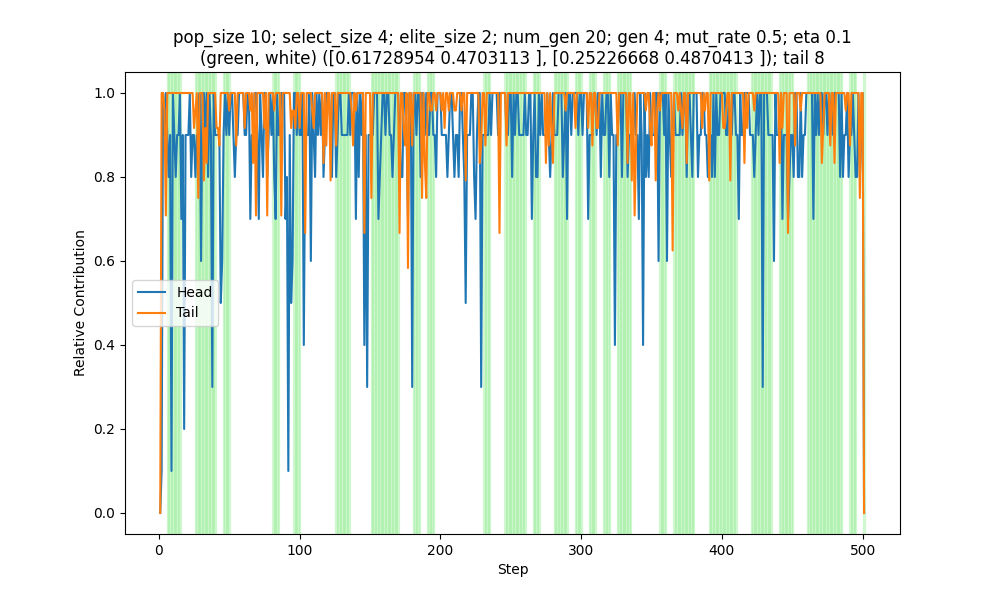 pop_size 10; select_size 4; elite_size 2; num_gen 20; gen 4; mut_rate 0.5; eta 0.1
(green, white) ([0.61728954 0.4703113 ], [0.25226668 0.4870413 ]); tail 8
1.0
0.8
0.6
0.4
0.2
0.0
Relative Contribution
Head
Tail
0
100
200
300
400
500
Step